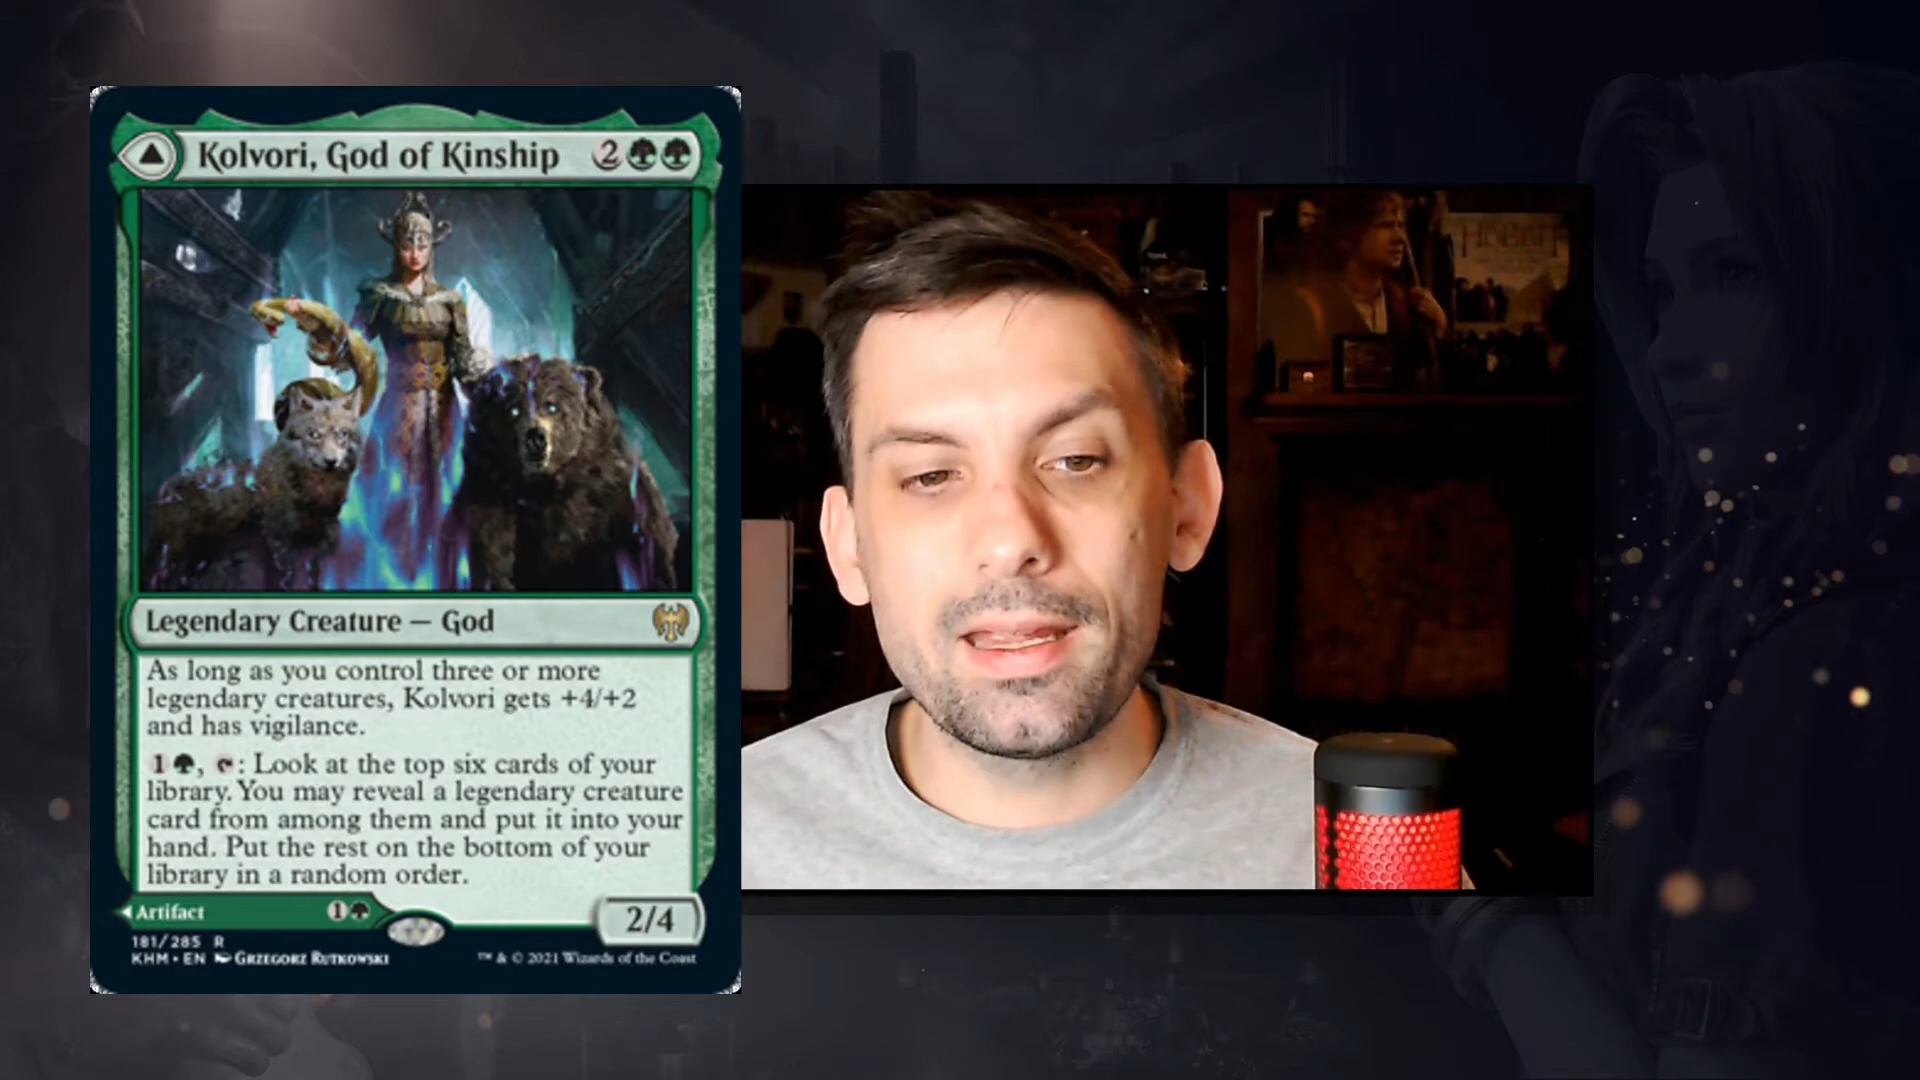 Kolvori, God of Kinship 2
Legendary Creature — God
As long as you control three or more
legendary creatures, Kolvori gets +4/+2
and has vigilance.
1 , : Look at the top six cards of your
library. You may reveal a legendary creature
card from among them and put it into your
hand. Put the rest on the bottom of your
library in a random order.
Artifact 1
2/4
181/285 R
KHM • EN Grzegorz Rutkowski
™ & © 2021 Wizards of the Coast
HOBBIT